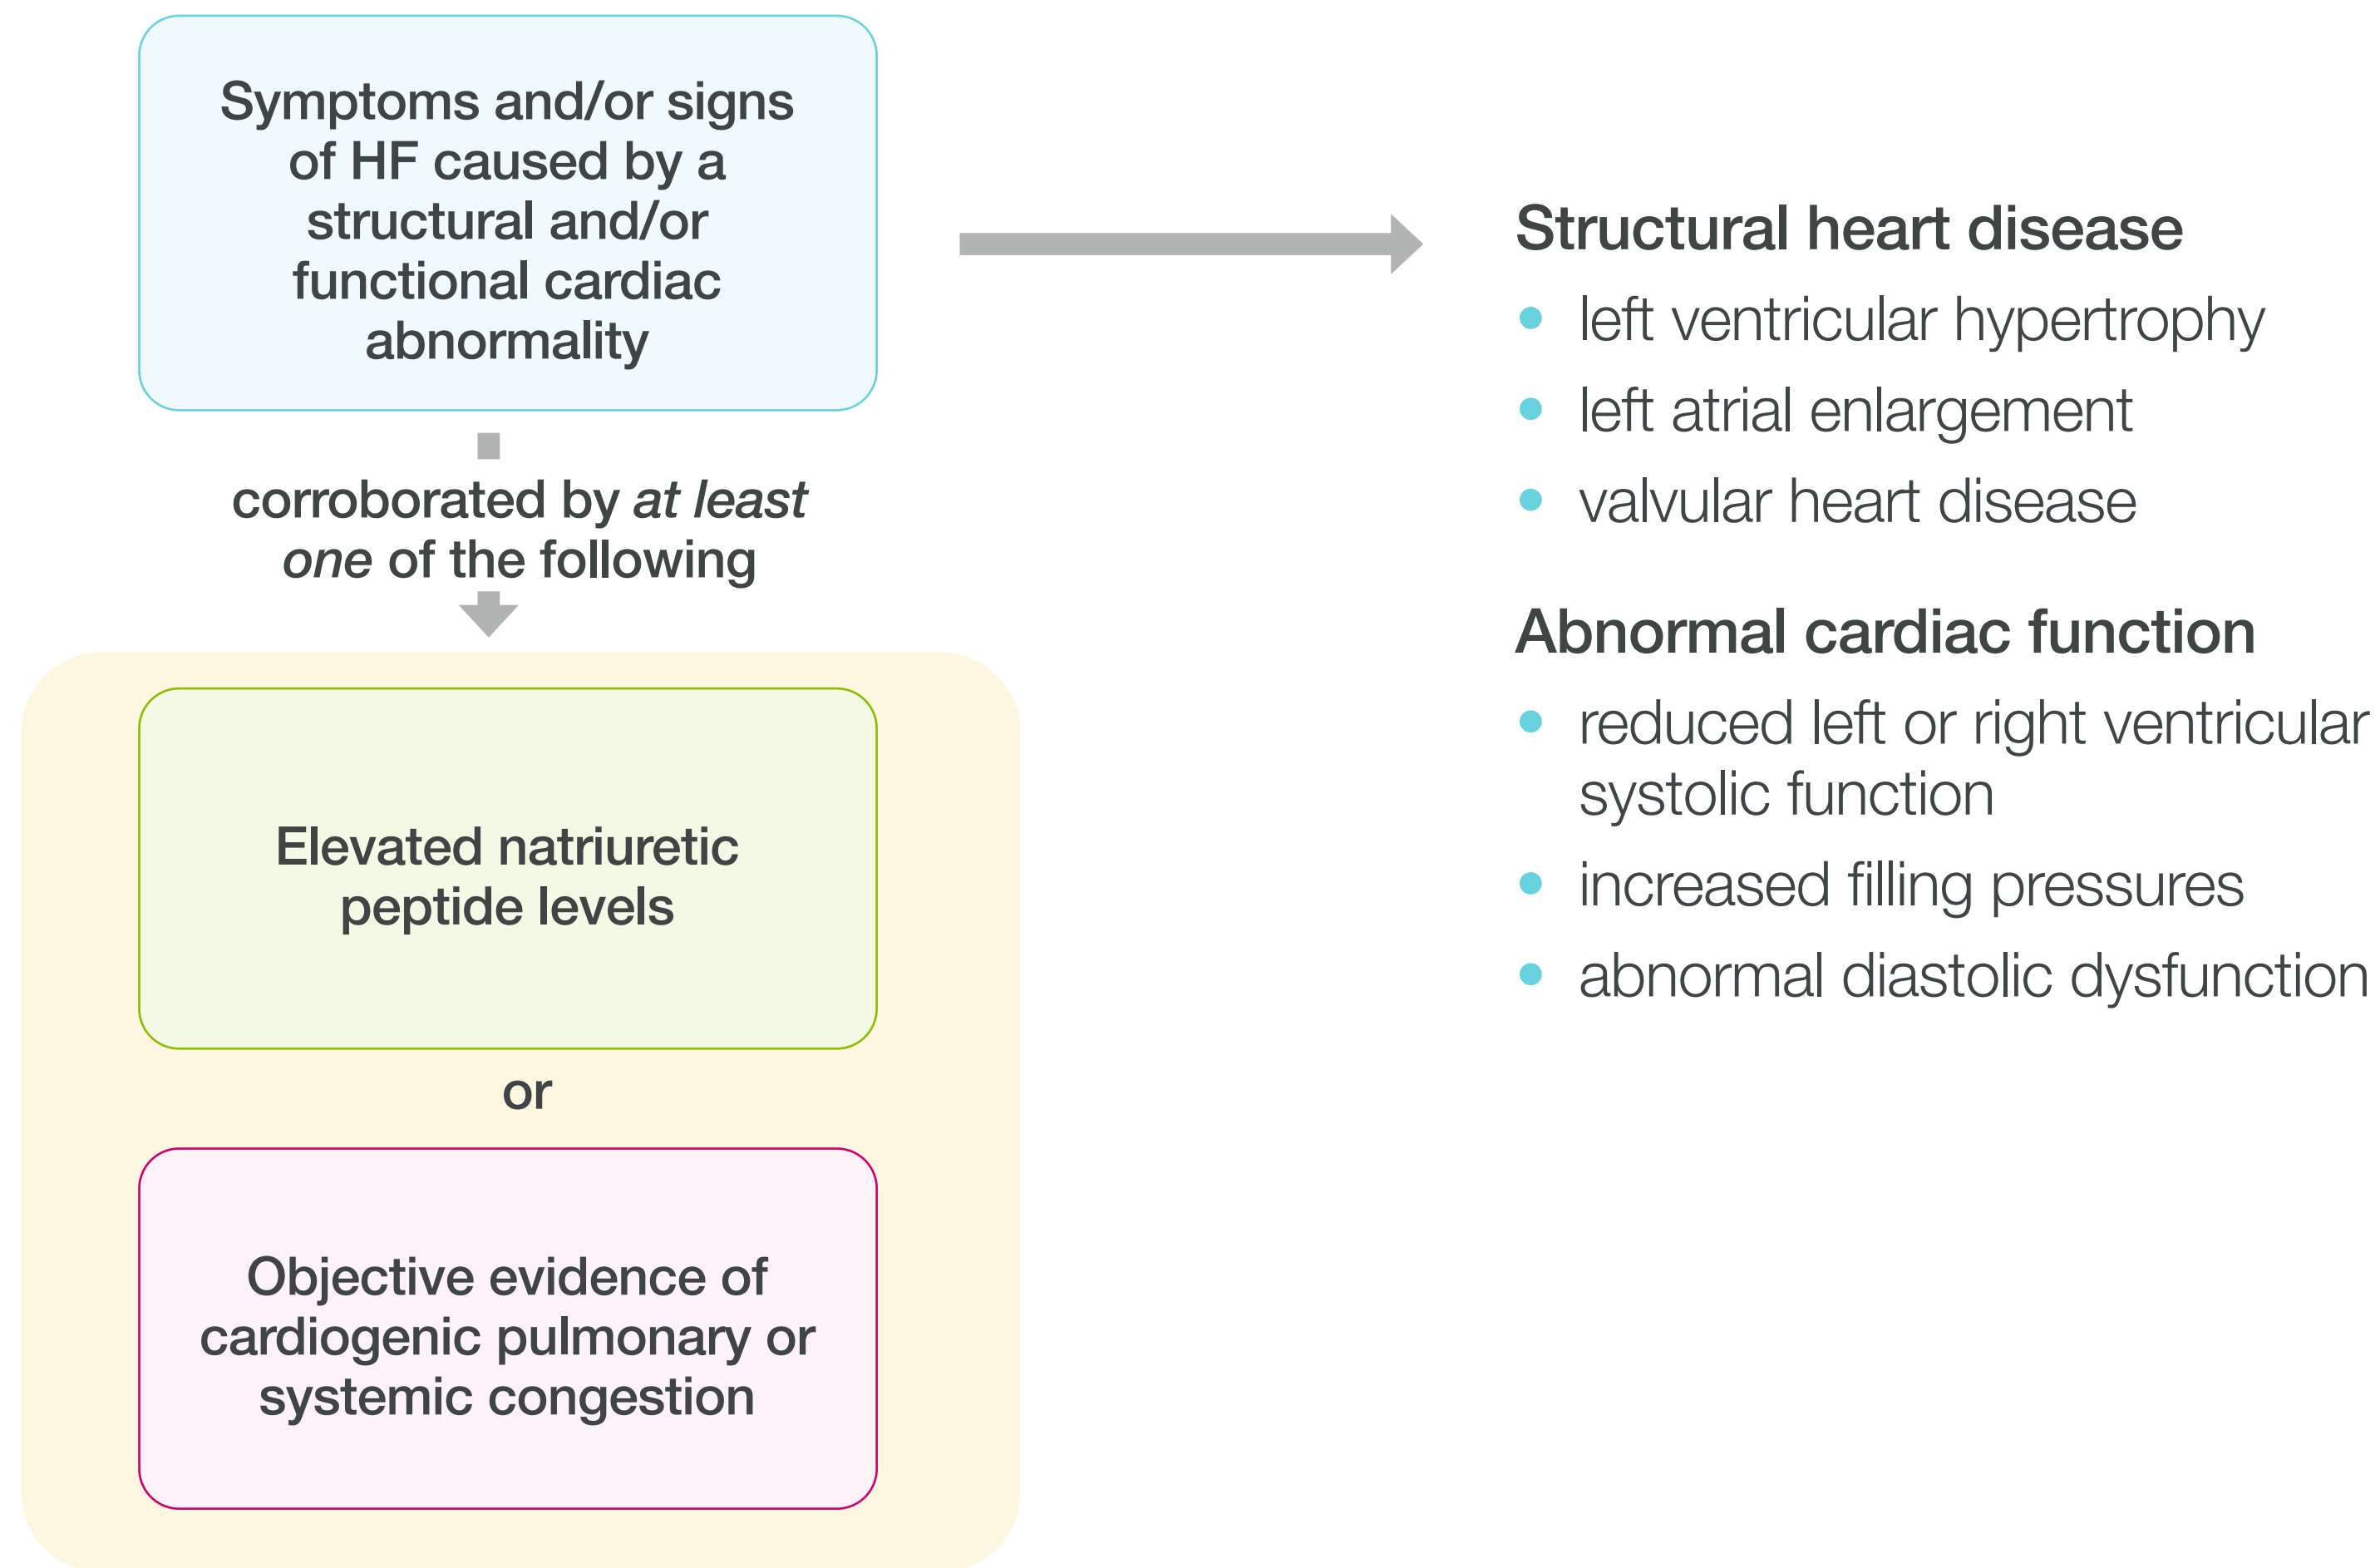 Symptoms and/or signs
of HF caused by a
structural and/or
functional cardiac
abnormality
corroborated by at least
one of the following
Elevated natriuretic
peptide levels
or
Objective evidence of
cardiogenic pulmonary or
systemic congestion
Structural heart disease
left ventricular hypertrophy
left atrial enlargement
valvular heart disease
Abnormal cardiac function
reduced left or right ventricular
systolic function
increased filling pressures
abnormal diastolic dysfunction